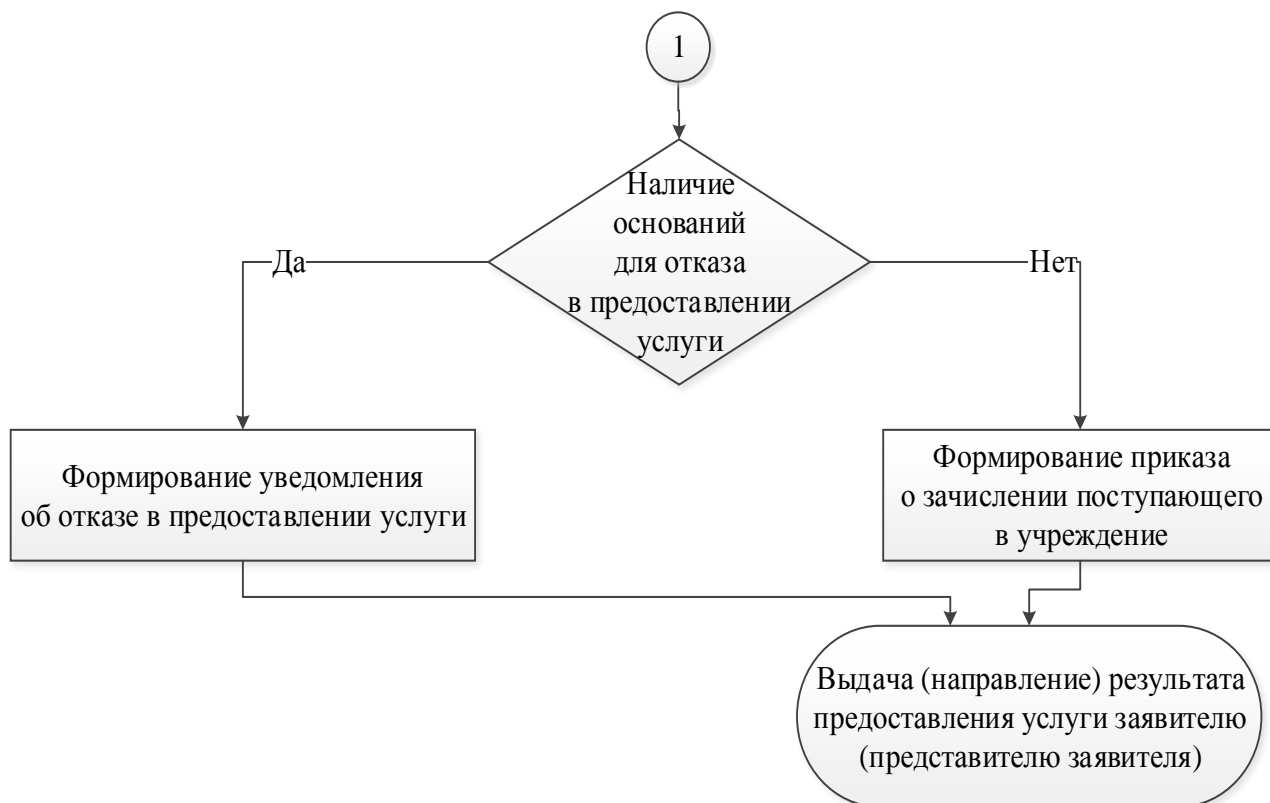 1
Наличие
оснований
для отказа
в предоставлении
услуги
Да
Нет
Формирование уведомления
об отказе в предоставлении услуги
Формирование приказа
о зачислении поступающего
в учреждение
Выдача (направление) результата
предоставления услуги заявителю
(представителю заявителя)